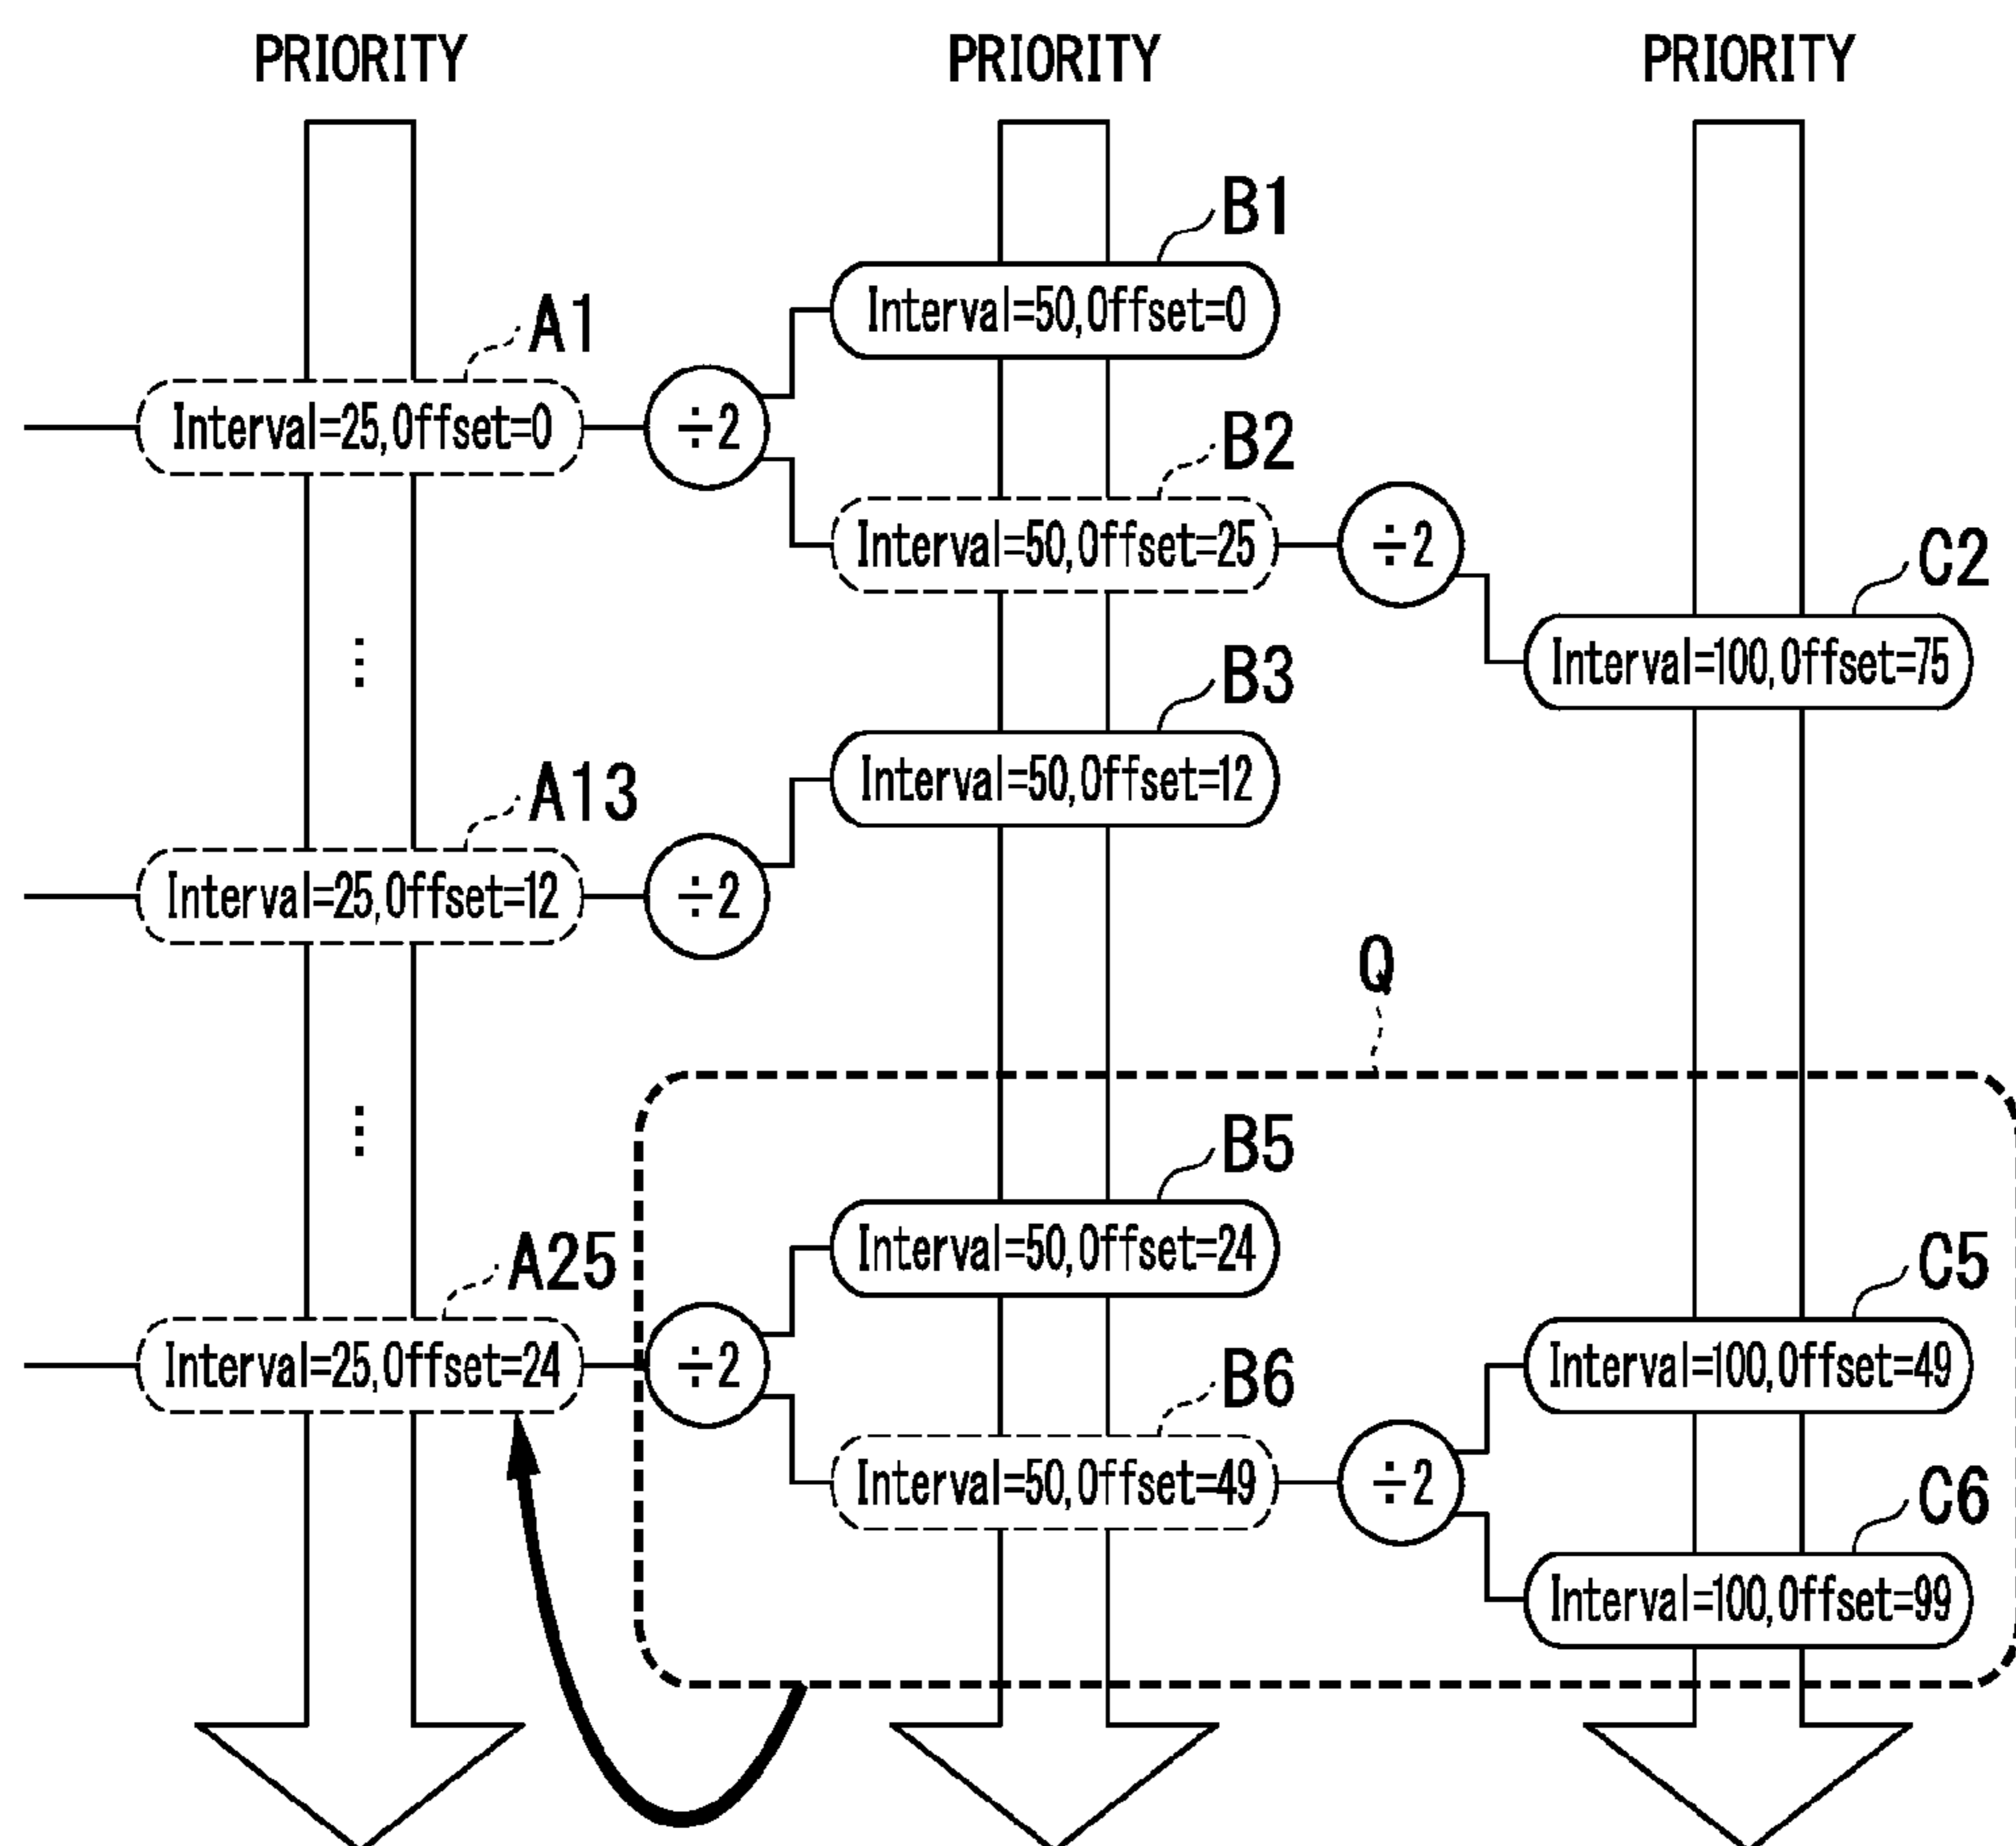 PRIORITY PRIORITY PRIORITY
B1
Interval=50,Offset=0
A1
Interval=25,Offset=0
÷2
B2
Interval=50,Offset=25
÷2
C2
Interval=100,Offset=75
⋮
B3
Interval=50,Offset=12
A13
Interval=25,Offset=12
÷2
Q
⋮
B5
Interval=50,Offset=24
A25
Interval=25,Offset=24
÷2
C5
Interval=100,Offset=49
B6
Interval=50,Offset=49
÷2
C6
Interval=100,Offset=99